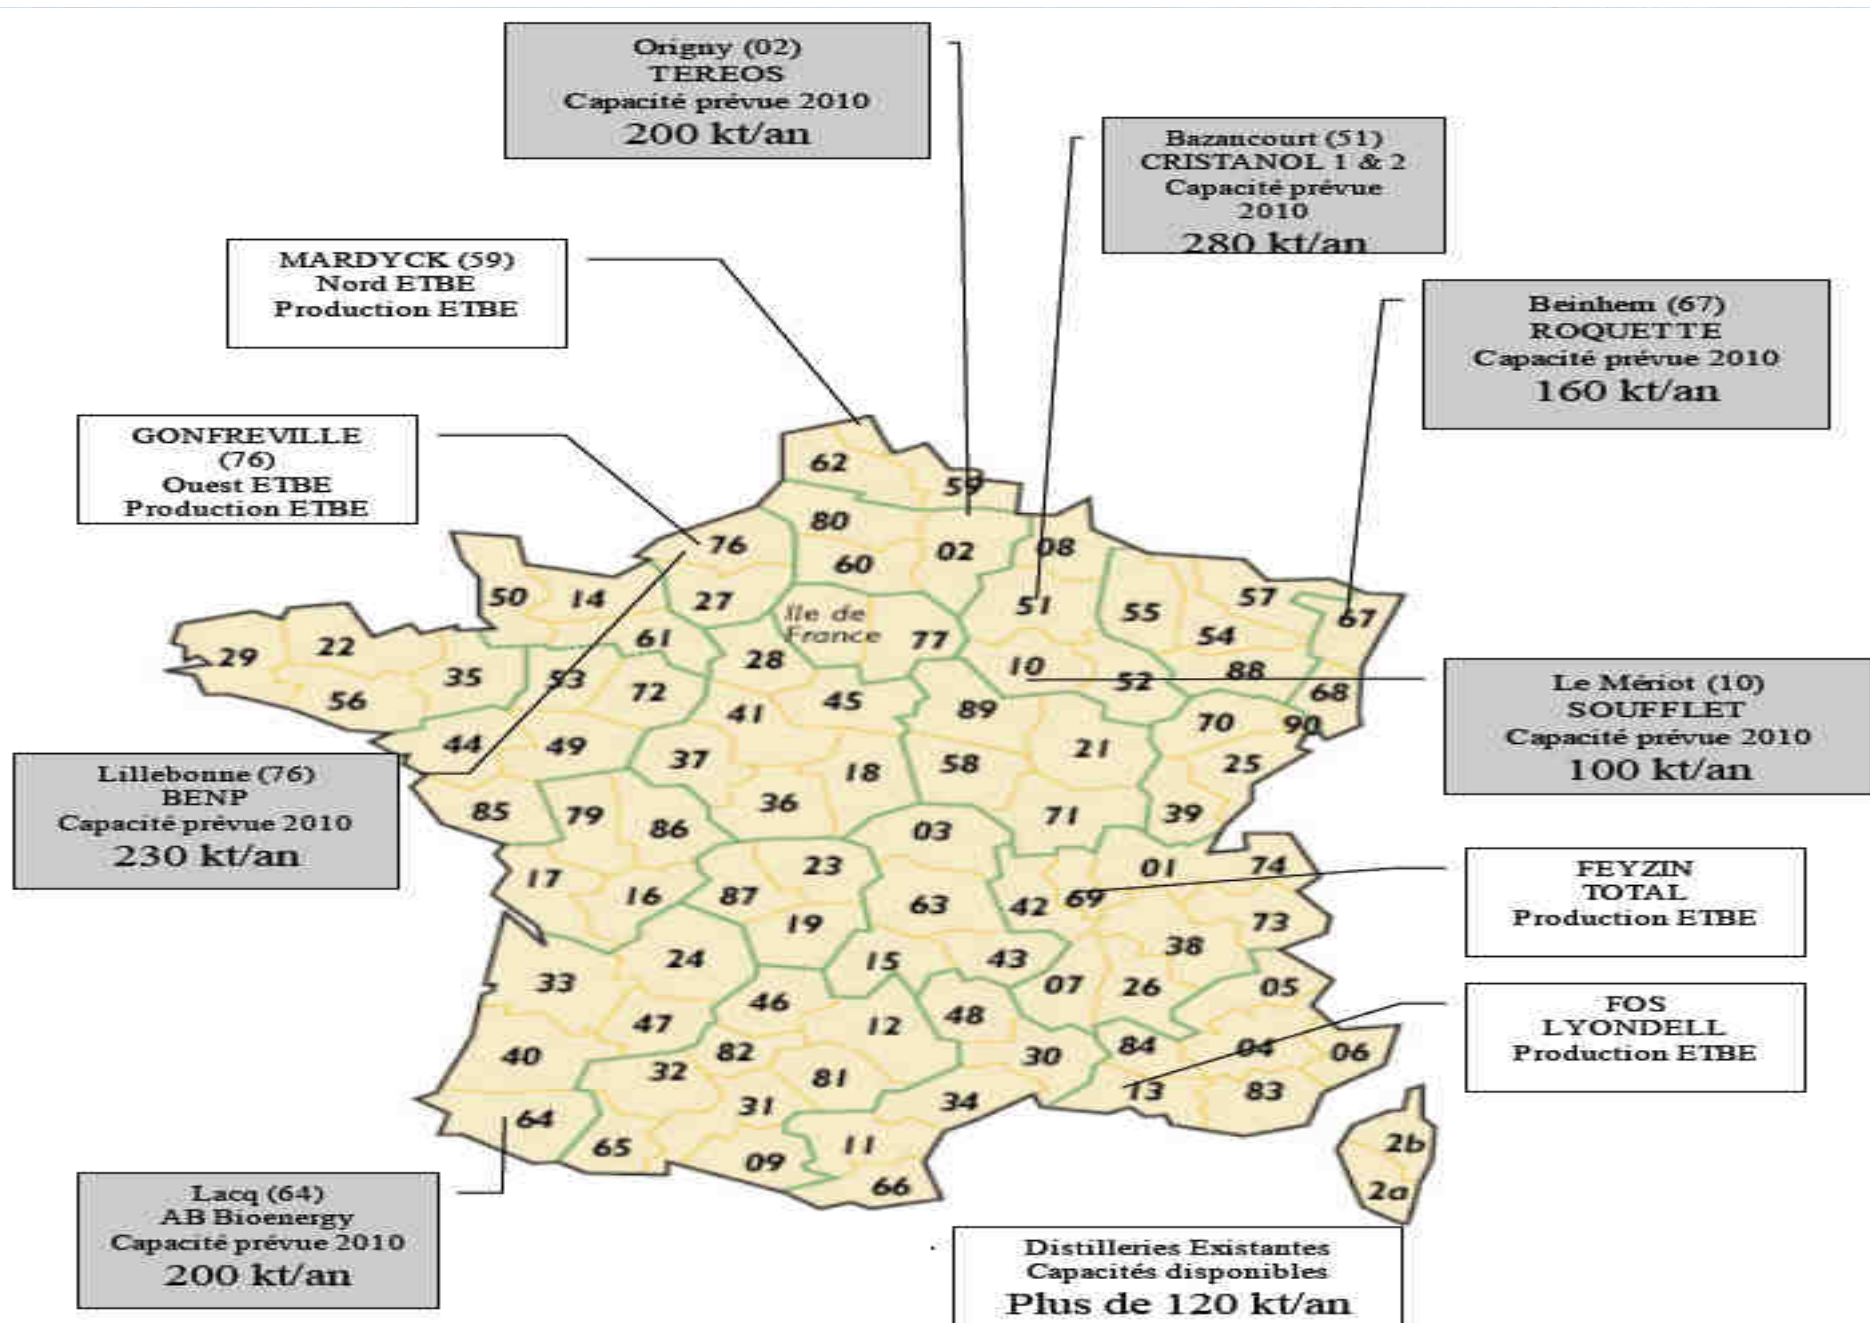 Origny (02)
TEREOS
Capacité prévue 2010
200 kt/an
Bazancourt (51)
CRISTANOL 1 & 2
Capacité prévue
2010
280 kt/an
MARDYCK (59)
Nord ETBE
Production ETBE
Beinhem (67)
ROQUETTE
Capacité prévue 2010
160 kt/an
GONFREVILLE
(76)
Ouest ETBE
Production ETBE
62
59
80
76
02
08
60
50
14
27
51
55
57
67
Ile de
France
77
54
61
29
22
28
10
88
35
53
72
52
68
56
41
45
89
70
90
44
49
37
21
58
18
25
36
85
79
86
03
71
39
23
01
74
17
16
87
63
42
69
19
73
24
15
43
38
33
46
07
26
05
47
12
48
40
82
84
04
06
32
30
81
31
34
13
83
64
65
11
09
66
2b
2a
Le Mériot (10)
SOUFFLET
Capacité prévue 2010
100 kt/an
Lillebonne (76)
BENP
Capacité prévue 2010
230 kt/an
FEYZIN
TOTAL
Production ETBE
FOS
LYONDELL
Production ETBE
Lacq (64)
AB Bioenergy
Capacité prévue 2010
200 kt/an
Distilleries Existantes
Capacités disponibles
Plus de 120 kt/an